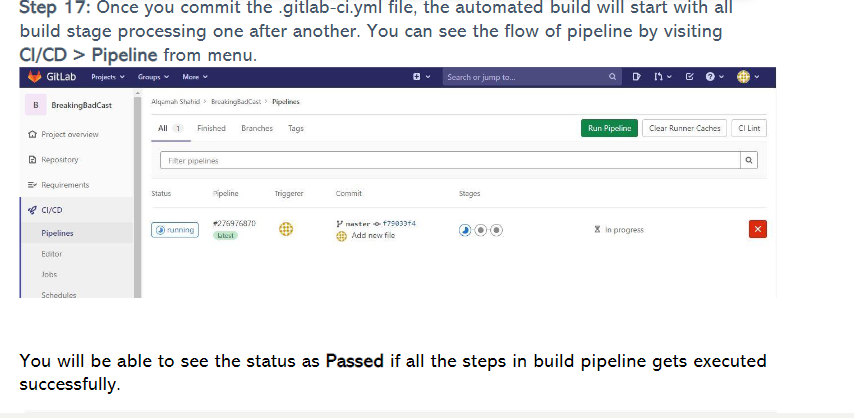 Step 17: Once you commit the .gitlab-ci.yml file, the automated build will start with all
build stage processing one after another. You can see the flow of pipeline by visiting
CI/CD > Pipeline from menu.
GitLab Projects Groups More Search or jump to...
B BreakingBadCast
Alqamah Shahid > BreakingBadCast > Pipelines
All 1 Finished Branches Tags Run Pipeline Clear Runner Caches CI Lint
Project overview
Filter pipelines
Repository
Requirements
Status Pipeline Triggerer Commit Stages
CI/CD
running #276976870 master f79033f4 In progress
latest Add new file
Pipelines
Editor
Jobs
Schedules
You will be able to see the status as Passed if all the steps in build pipeline gets executed
successfully.